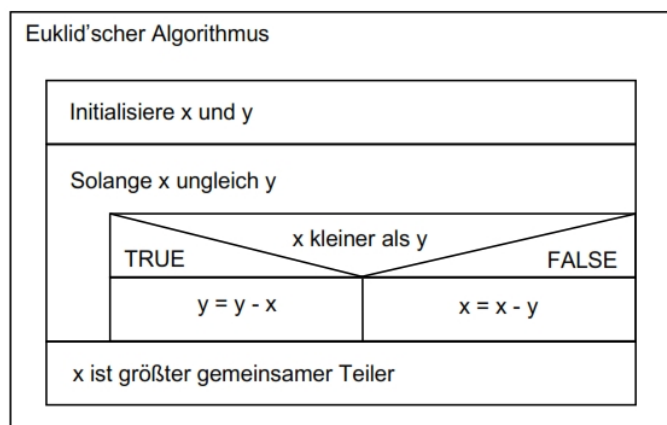 Euklid'scher Algorithmus
Initialisiere x und y
Solange x ungleich y
x kleiner als y
TRUE
FALSE
y = y - x
x = x - y
x ist größter gemeinsamer Teiler